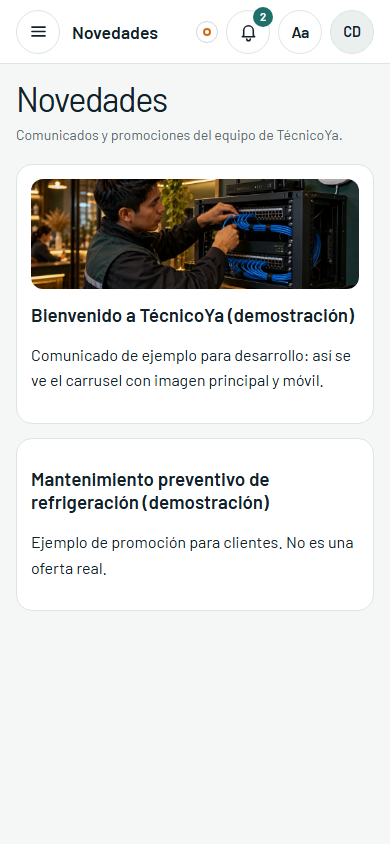 Novedades
2
Aa
CD
Novedades
Comunicados y promociones del equipo de TécnicoYa.
Bienvenido a TécnicoYa (demostración)
Comunicado de ejemplo para desarrollo: así se
ve el carrusel con imagen principal y móvil.
Mantenimiento preventivo de
refrigeración (demostración)
Ejemplo de promoción para clientes. No es una
oferta real.